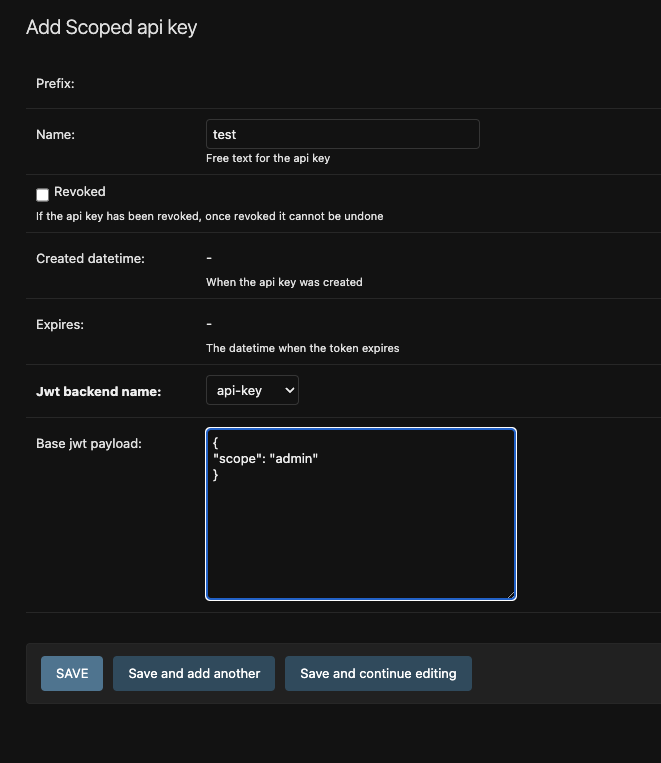 Add Scoped api key
Prefix:
Name:
test
Free text for the api key
Revoked
If the api key has been revoked, once revoked it cannot be undone
Created datetime:
-
When the api key was created
Expires:
-
The datetime when the token expires
Jwt backend name:
api-key
Base jwt payload:
{
"scope": "admin"
}
SAVE
Save and add another
Save and continue editing